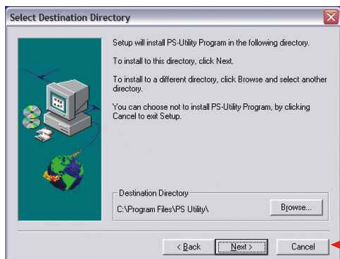 Select Destination Directory
Setup will install PS-Utility Program in the following directory.
To install to this directory, click Next.
To install to a different directory, click Browse and select another
directory.
You can choose not to install PS-Utility Program, by clicking
Cancel to exit Setup.
Destination Directory
C:\Program Files\PS Utility\
Browse...
< Back
Next >
Cancel